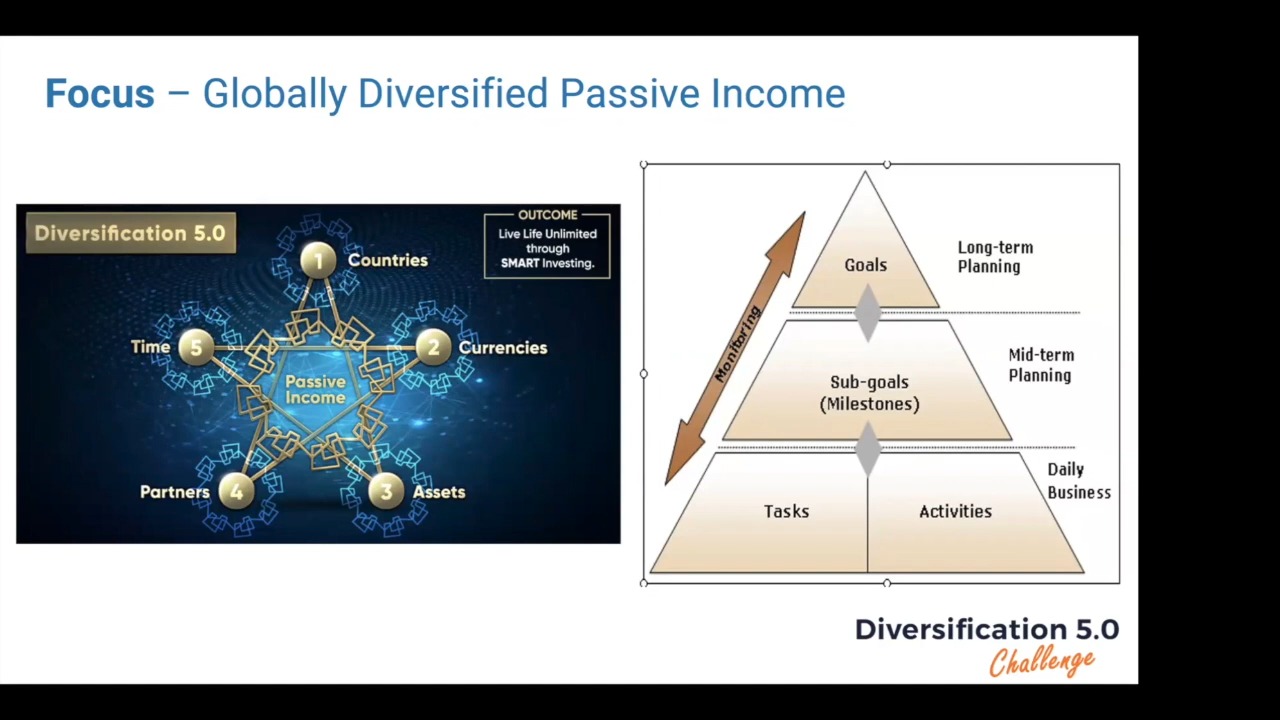 Focus – Globally Diversified Passive Income
Diversification 5.0
OUTCOME
Live Life Unlimited
through
SMART Investing.
1
Countries
Time
5
2
Currencies
Passive
Income
Partners
4
3
Assets
Monitoring
Goals
Long-term
Planning
Sub-goals
(Milestones)
Mid-term
Planning
Tasks
Activities
Daily
Business
Diversification 5.0
Challenge